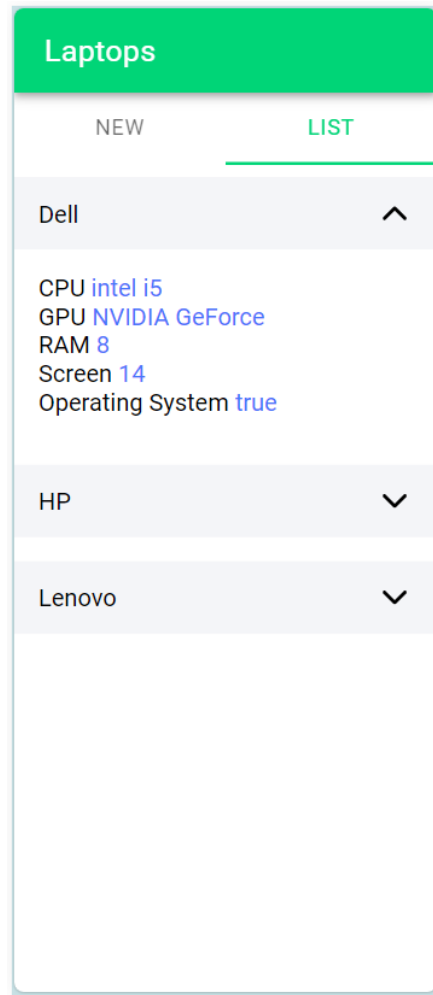 Laptops
NEW LIST
Dell
CPU intel i5
GPU NVIDIA GeForce
RAM 8
Screen 14
Operating System true
HP
Lenovo